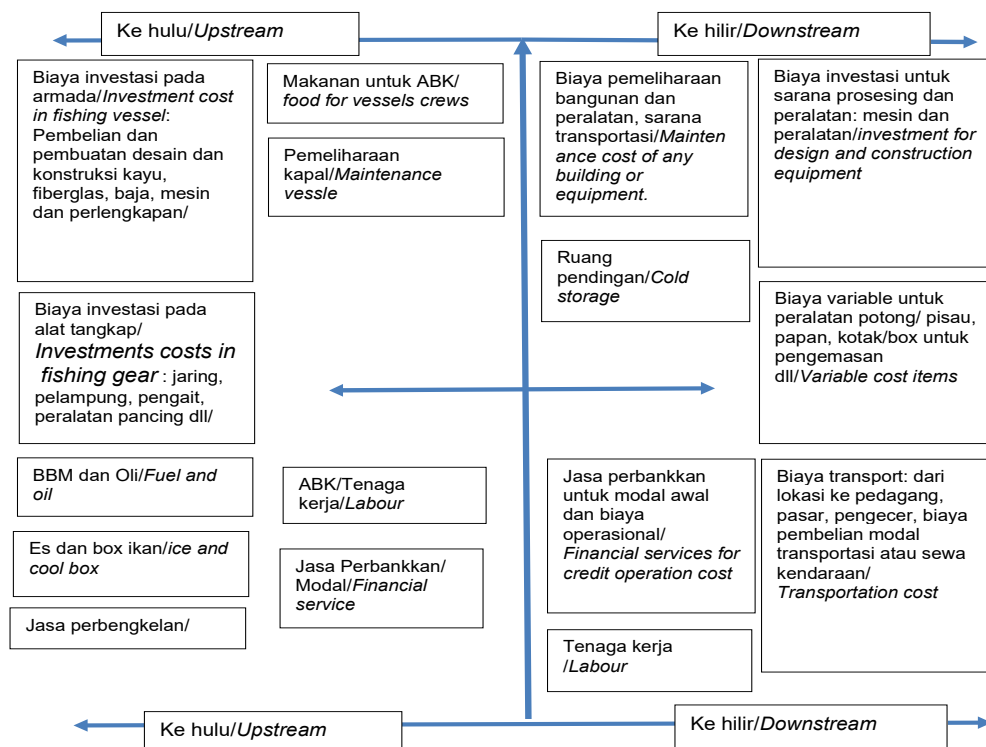 Ke hulu/Upstream
Ke hilir/Downstream
Biaya investasi pada
armada/Investment cost
in fishing vessel:
Pembelian dan
pembuatan desain dan
konstruksi kayu,
fiberglas, baja, mesin
dan perlengkapan/
Makanan untuk ABK/
food for vessels crews
Pemeliharaan
kapal/Maintenance
vessle
Biaya pemeliharaan
bangunan dan
peralatan, sarana
transportasi/Mainten
ance cost of any
building or
equipment.
Biaya investasi untuk
sarana prosesing dan
peralatan: mesin dan
peralatan/investment for
design and construction
equipment
Ruang
pendingan/Cold
storage
Biaya investasi pada
alat tangkap/
Investments costs in
fishing gear : jaring,
pelampung, pengait,
peralatan pancing dll/
Biaya variable untuk
peralatan potong/ pisau,
papan, kotak/box untuk
pengemasan
dll/Variable cost items
BBM dan Oli/Fuel and
oil
Es dan box ikan/ice and
cool box
Jasa perbengkelan/
ABK/Tenaga
kerja/Labour
Jasa Perbankkan/
Modal/Financial
service
Jasa perbankkan
untuk modal awal
dan biaya
operasional/
Financial services for
credit operation cost
Tenaga kerja
/Labour
Biaya transport: dari
lokasi ke pedagang,
pasar, pengecer, biaya
pembelian modal
transportasi atau sewa
kendaraan/
Transportation cost
Ke hulu/Upstream
Ke hilir/Downstream